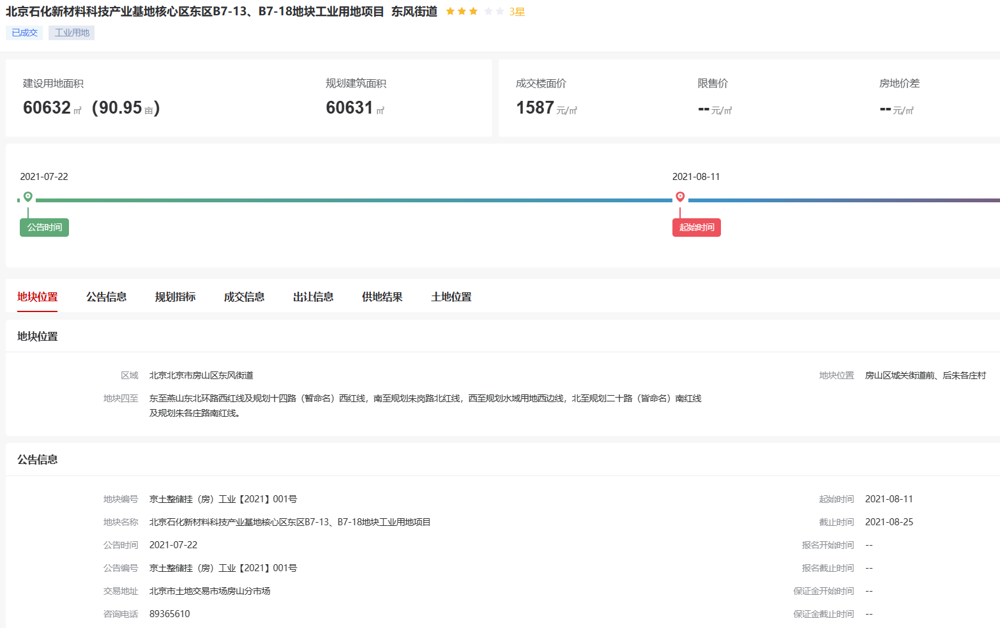 北京石化新材料科技产业基地核心区东区B7-13、B7-18地块工业用地项目 东风街道 3星
已成交 工业用地
建设用地面积 规划建筑面积 成交楼面价 限售价 房地价差
60632㎡ (90.95亩) 60631㎡ 1587元/㎡ --元/㎡ --元/㎡
2021-07-22 2021-08-11
公告时间 起始时间
地块位置 公告信息 规划指标 成交信息 出让信息 供地结果 土地位置
地块位置
区域 北京北京市房山区东风街道 地块位置 房山区城关街道前、后朱各庄村
地块四至 东至燕山东北环路西红线及规划十四路（暂命名）西红线，南至规划朱岗路北红线，西至规划水域用地西边线，北至规划二十路（皆命名）南红线
及规划朱各庄路南红线。
公告信息
地块编号 京土整储挂（房）工业【2021】001号 起始时间 2021-08-11
地块名称 北京石化新材料科技产业基地核心区东区B7-13、B7-18地块工业用地项目 截止时间 2021-08-25
公告时间 2021-07-22 报名开始时间 --
公告编号 京土整储挂（房）工业【2021】001号 报名截止时间 --
交易地址 北京市土地交易市场房山分市场 保证金开始时间 --
咨询电话 89365610 保证金截止时间 --